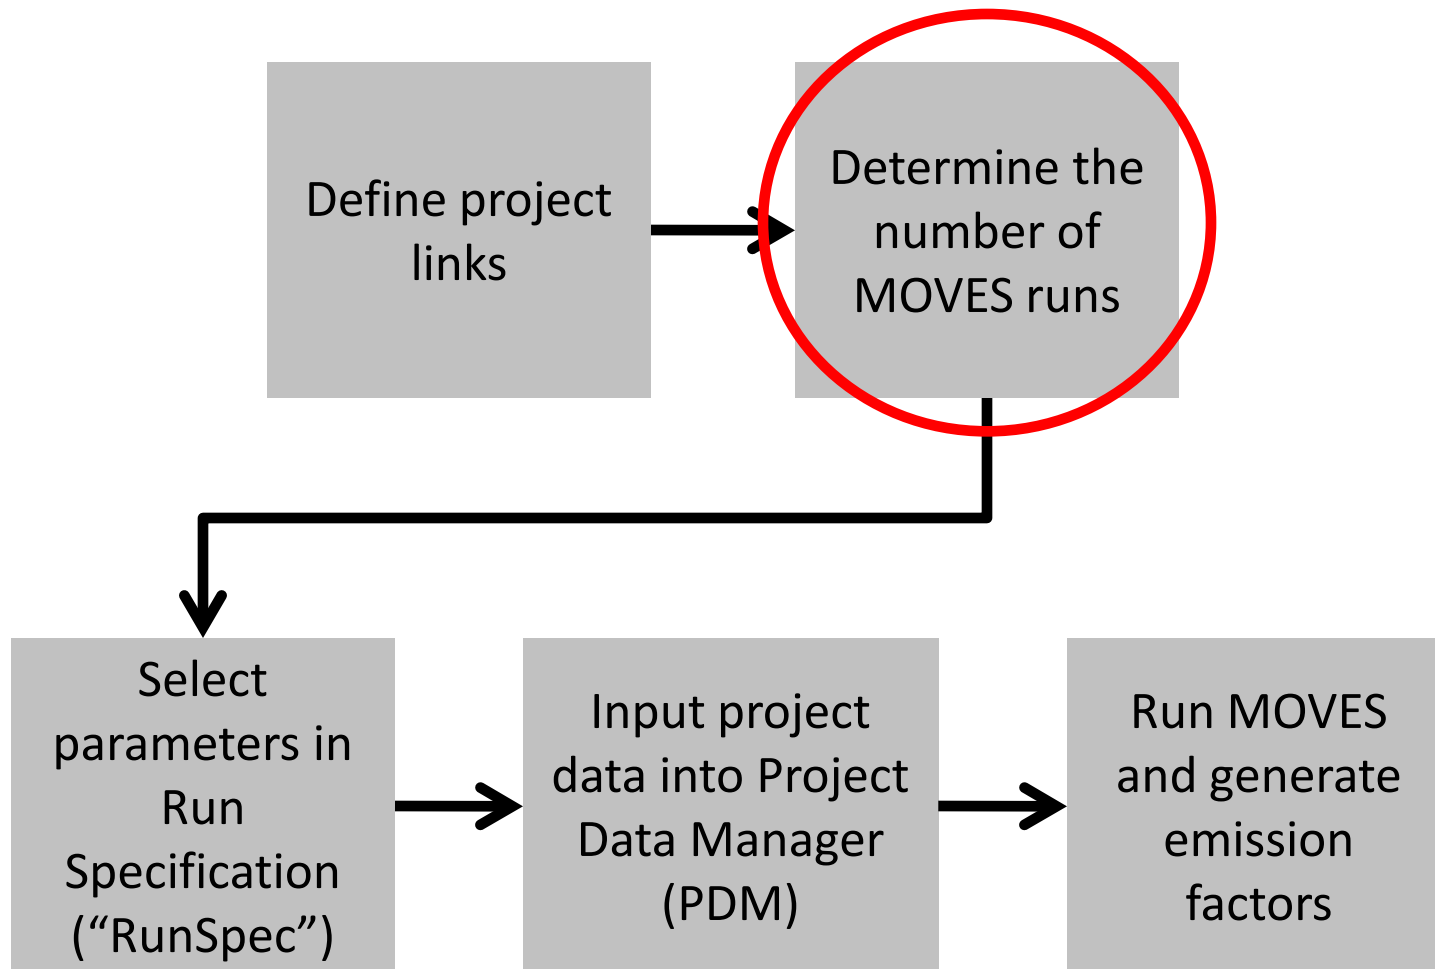 Define project
links
Determine the
number of
MOVES runs
Select
parameters in
Run
Specification
(“RunSpec”)
Input project
data into Project
Data Manager
(PDM)
Run MOVES
and generate
emission
factors